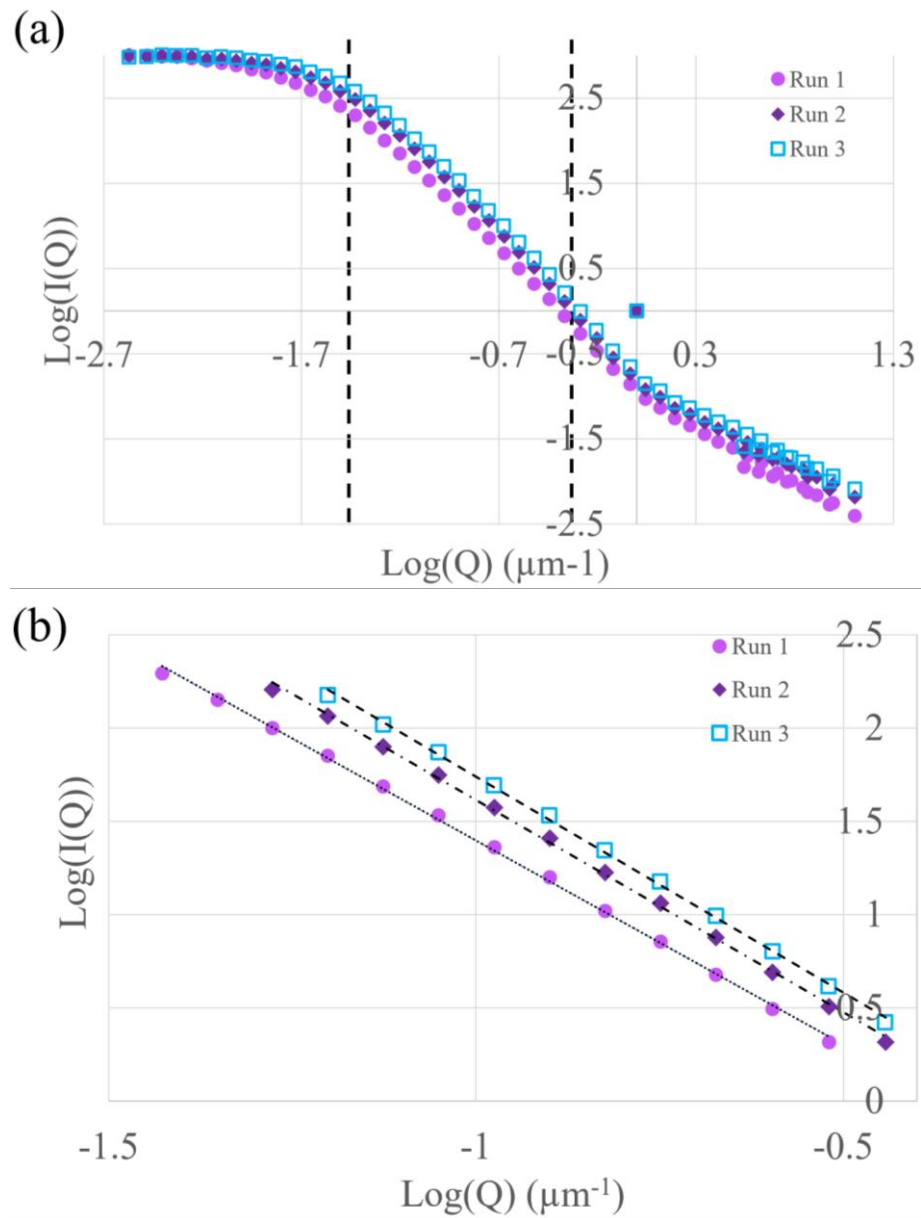 (a)
Run 1
Run 2
Run 3
2.5
1.5
0.5
-0.5
-1.5
-2.5
-2.7
-1.7
-0.7
0.3
1.3
Log(I(Q))
Log(Q) (µm-1)
(b)
Run 1
Run 2
Run 3
2.5
2
1.5
1
0.5
0
-1.5
-1
-0.5
Log(I(Q))
Log(Q) (µm⁻¹)